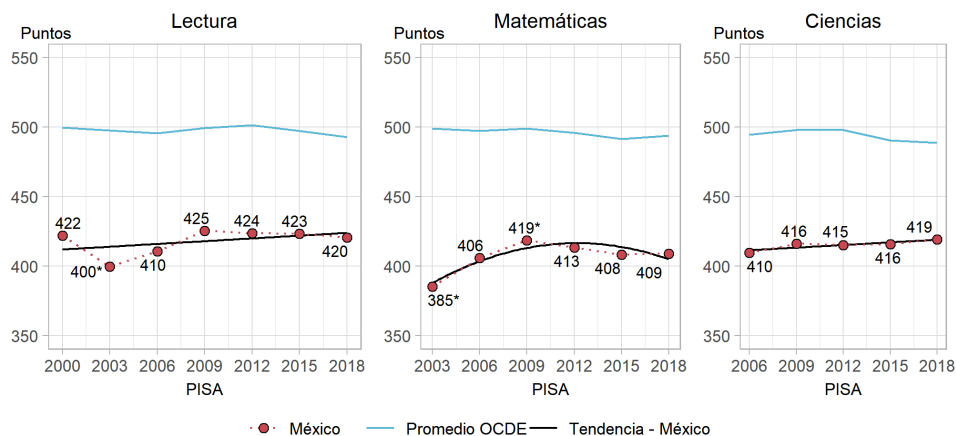 Lectura
Puntos
550
500
450
400
350
422
400*
410
425
424
423
420
2000 2003 2006 2009 2012 2015 2018
PISA
Matemáticas
Puntos
550
500
450
400
350
385*
406
419*
413
408
409
2003 2006 2009 2012 2015 2018
PISA
Ciencias
Puntos
550
500
450
400
350
410
416
415
416
419
2006 2009 2012 2015 2018
PISA
México Promedio OCDE Tendencia - México